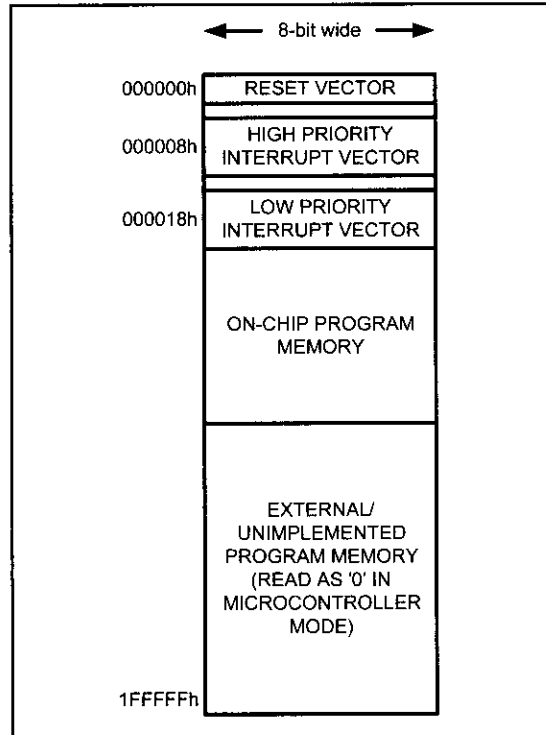 8-bit wide
000000h
RESET VECTOR
000008h
HIGH PRIORITY
INTERRUPT VECTOR
000018h
LOW PRIORITY
INTERRUPT VECTOR
ON-CHIP PROGRAM
MEMORY
EXTERNAL/
UNIMPLEMENTED
PROGRAM MEMORY
(READ AS '0' IN
MICROCONTROLLER
MODE)
1FFFFFh